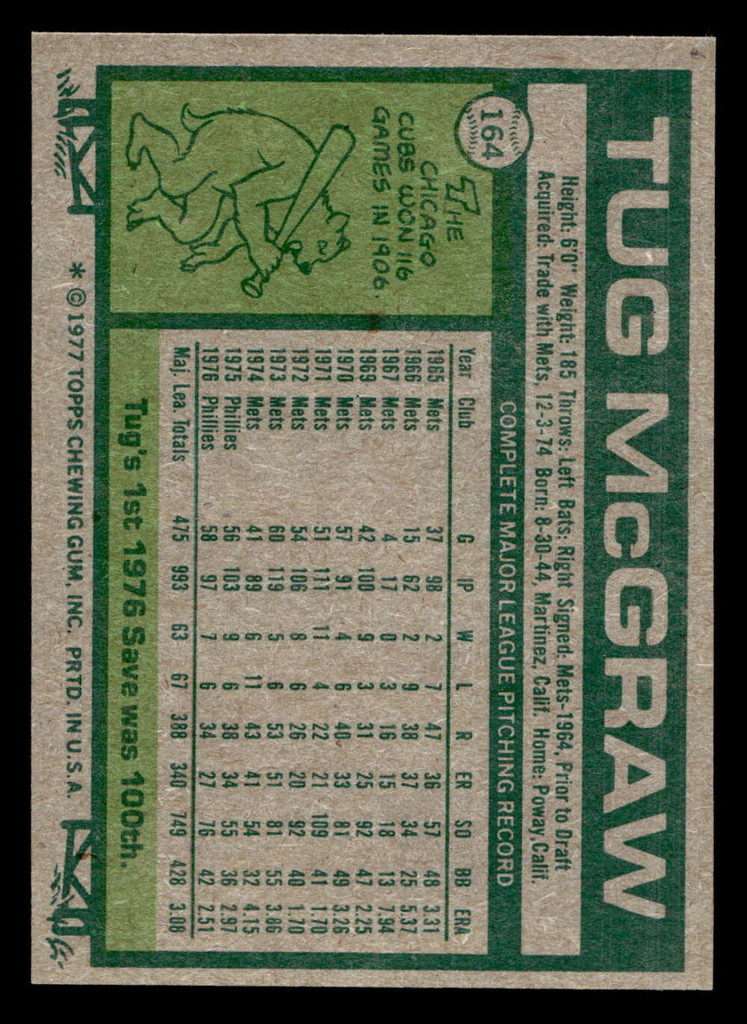 TUG McGRAW
164
Height: 6'0" Weight: 185 Throws: Left Bats: Right Signed: Mets-1964, Prior to Draft
Acquired: Trade with Mets, 12-3-74 Born: 8-30-44, Martinez, Calif. Home: Poway, Calif.
THE
CHICAGO
CUBS WON 116
GAMES IN 1906.
COMPLETE MAJOR LEAGUE PITCHING RECORD
Year Club G IP W L R ER SO BB ERA
1965 Mets 37 98 2 7 47 36 57 48 3.31
1966 Mets 15 62 2 9 38 37 34 25 5.37
1967 Mets 4 17 0 3 16 15 18 13 7.94
1969 Mets 42 100 9 3 31 25 92 47 2.25
1970 Mets 57 91 4 6 40 33 81 49 3.26
1971 Mets 51 111 11 4 22 21 109 41 1.70
1972 Mets 54 106 8 6 26 20 92 40 1.70
1973 Mets 60 119 5 6 53 51 81 55 3.86
1974 Mets 41 89 6 11 43 41 54 32 4.15
1975 Phillies 56 103 9 6 38 34 55 36 2.97
1976 Phillies 58 97 7 6 34 27 76 42 2.51
Maj. Lea. Totals 475 993 63 67 388 340 749 428 3.08
Tug's 1st 1976 Save was 100th.
* ©1977 TOPPS CHEWING GUM, INC. PRTD. IN U.S.A.